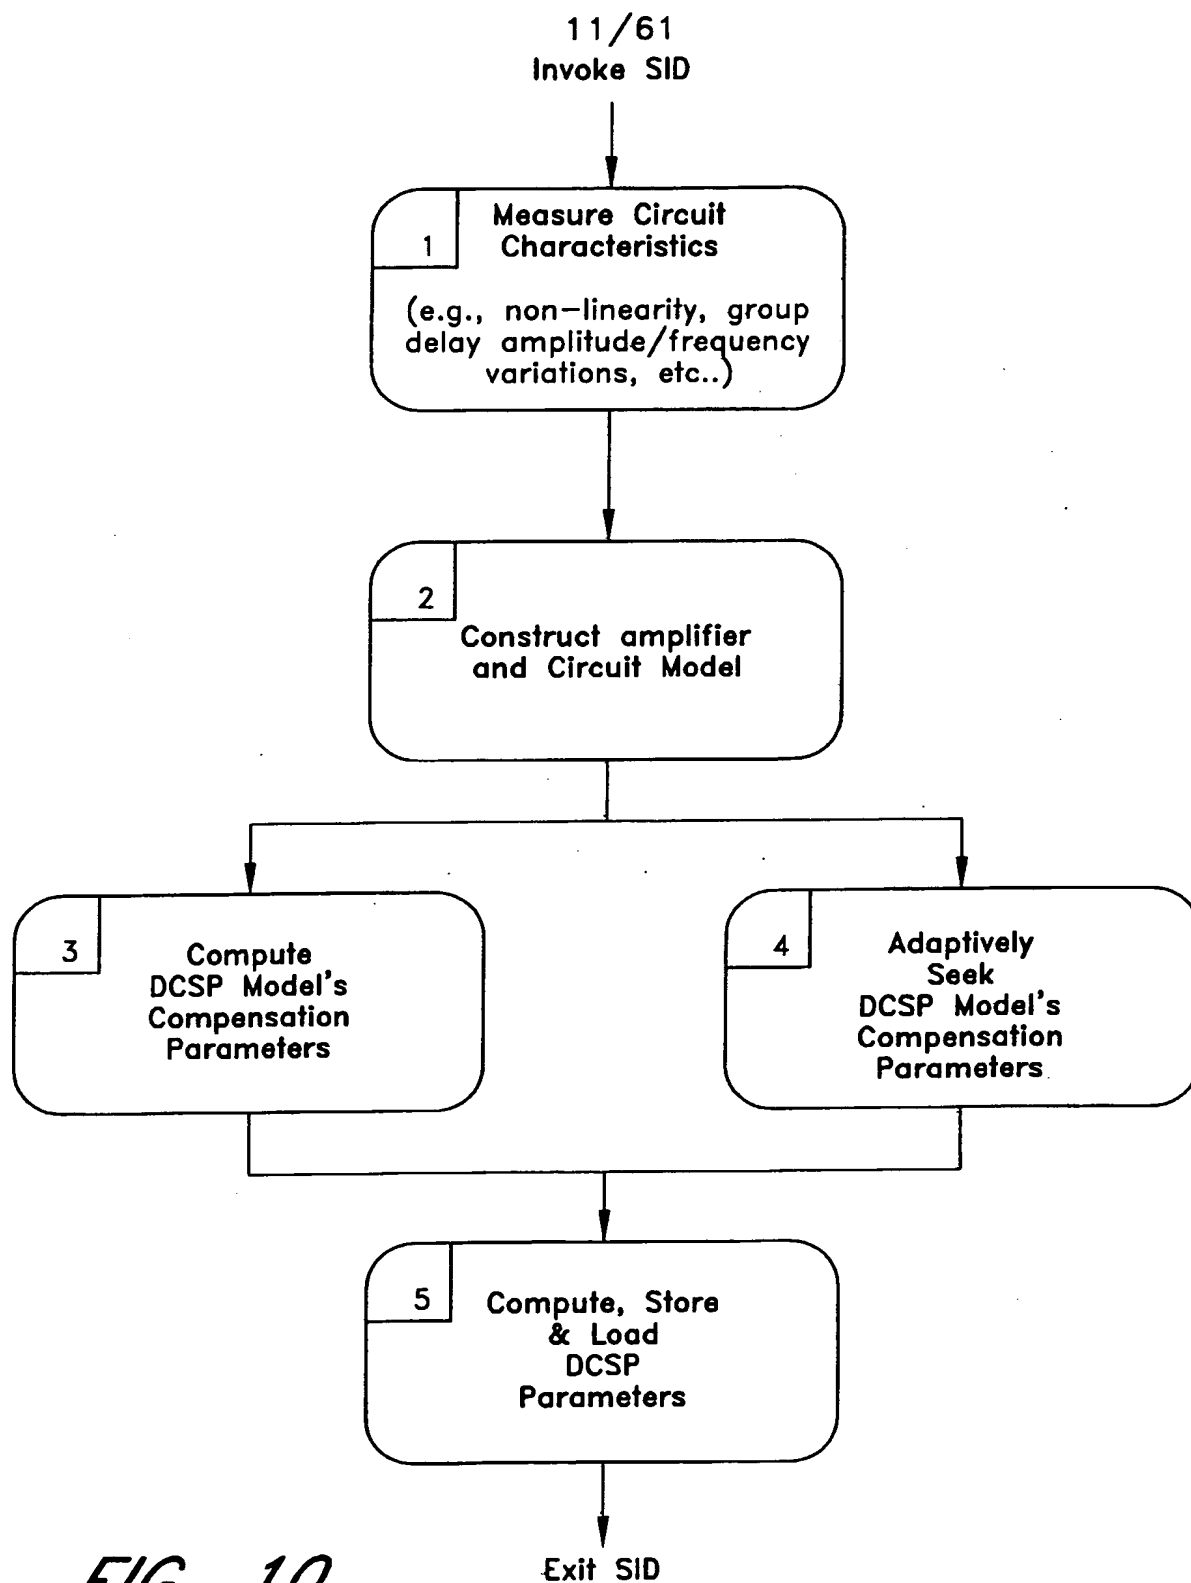 11/61
Invoke SID
1
Measure Circuit
Characteristics
(e.g., non-linearity, group
delay amplitude/frequency
variations, etc..)
2
Construct amplifier
and Circuit Model
3
Compute
DCSP Model's
Compensation
Parameters
4
Adaptively
Seek
DCSP Model's
Compensation
Parameters
5
Compute, Store
& Load
DCSP
Parameters
Exit SID
FIG. 10